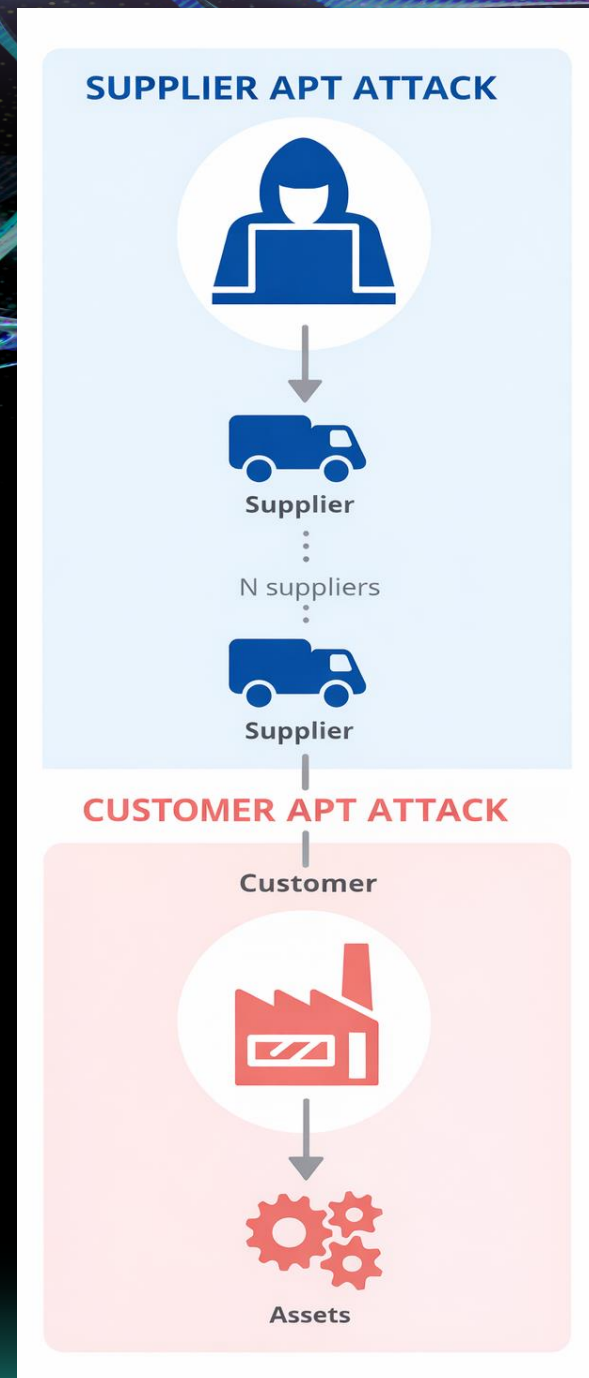 SUPPLIER APT ATTACK
Supplier
N suppliers
Supplier
CUSTOMER APT ATTACK
Customer
Assets